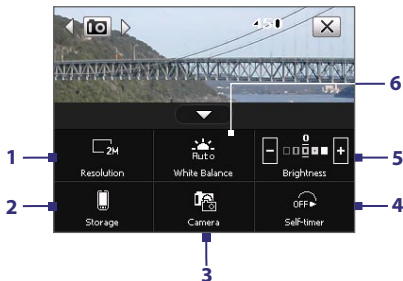 6
2M
Auto
0
Resolution
White Balance
Brightness
1
5
OFF
Storage
Camera
Self-timer
2
4
3